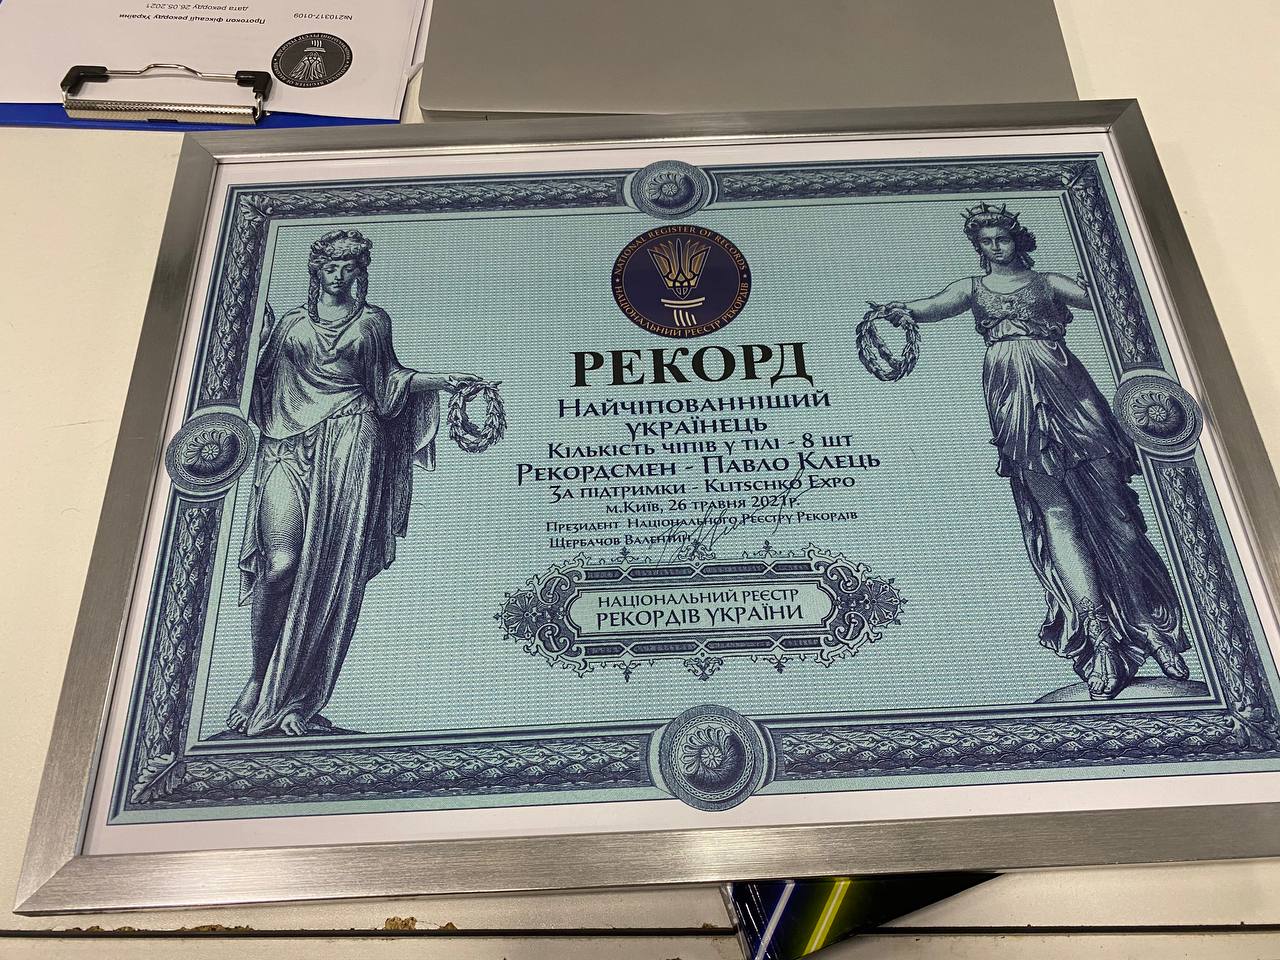 №210317-0109
Протокол фіксації рекорду України
дата рекорду 26.05.2021
NATIONAL REGISTER OF RECORDS
НАЦІОНАЛЬНИЙ РЕЄСТР РЕКОРДІВ
РЕКОРД
Найчіпованніший
українець
Кількість чіпів у тілі - 8 шт
Рекордсмен - Павло Клець
За підтримки - Klitschko Expo
м.Київ, 26 травня 2021р.
Президент Національного Реєстру Рекордів
Щербачов Валентин
НАЦІОНАЛЬНИЙ РЕЄСТР
РЕКОРДІВ УКРАЇНИ